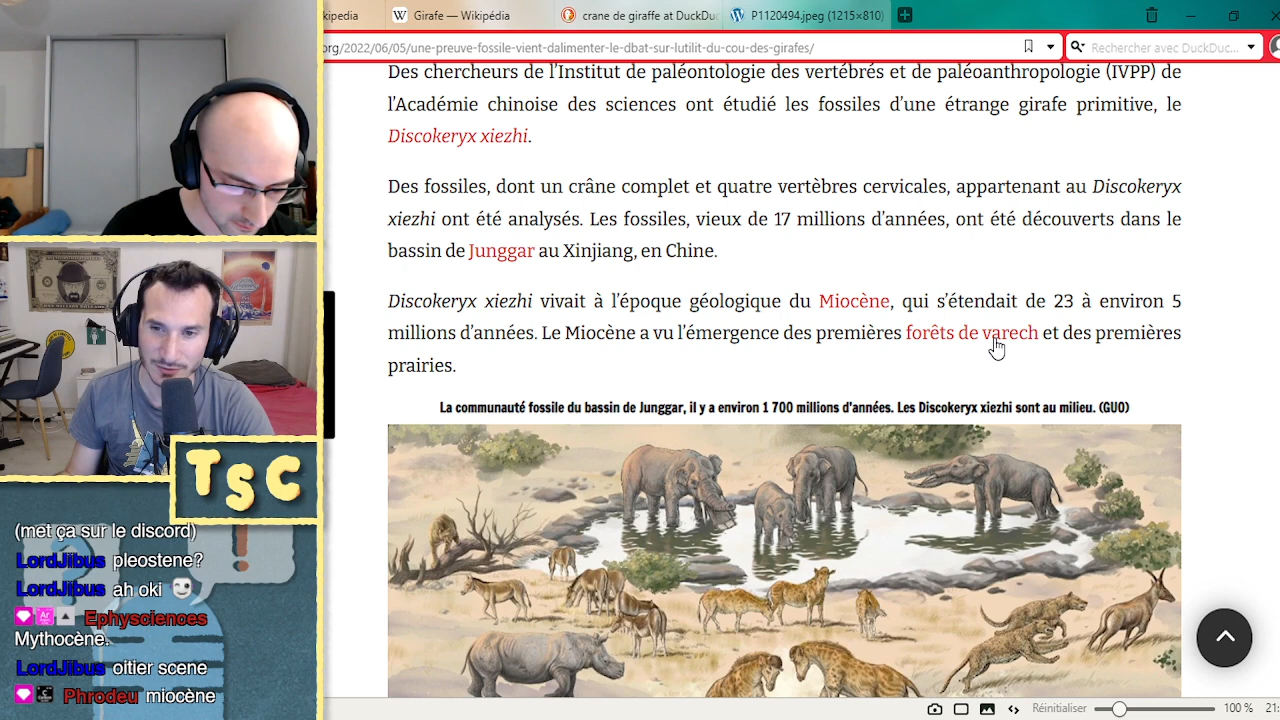 kipedia
Girafe — Wikipédia
crane de giraffe at DuckDuc
P1120494.jpeg (1215×810)
org/2022/06/05/une-preuve-fossile-vient-dalimenter-le-dbat-sur-lutilit-du-cou-des-girafes/
Rechercher avec DuckDuc...
Des chercheurs de l'Institut de paléontologie des vertébrés et de paléoanthropologie (IVPP) de
l'Académie chinoise des sciences ont étudié les fossiles d'une étrange girafe primitive, le
Discokeryx xiezhi.
Des fossiles, dont un crâne complet et quatre vertèbres cervicales, appartenant au Discokeryx
xiezhi ont été analysés. Les fossiles, vieux de 17 millions d'années, ont été découverts dans le
bassin de Junggar au Xinjiang, en Chine.
Discokeryx xiezhi vivait à l'époque géologique du Miocène, qui s'étendait de 23 à environ 5
millions d'années. Le Miocène a vu l'émergence des premières forêts de varech et des premières
prairies.
La communauté fossile du bassin de Junggar, il y a environ 1 700 millions d'années. Les Discokeryx xiezhi sont au milieu. (GUO)
TSC
(met ça sur le discord)
LordJibus pleostene?
LordJibus ah oki
Ephysciences
Mythocène.
LordJibus oitier scene
Phrodeu miocène
Réinitialiser
100 %
21: